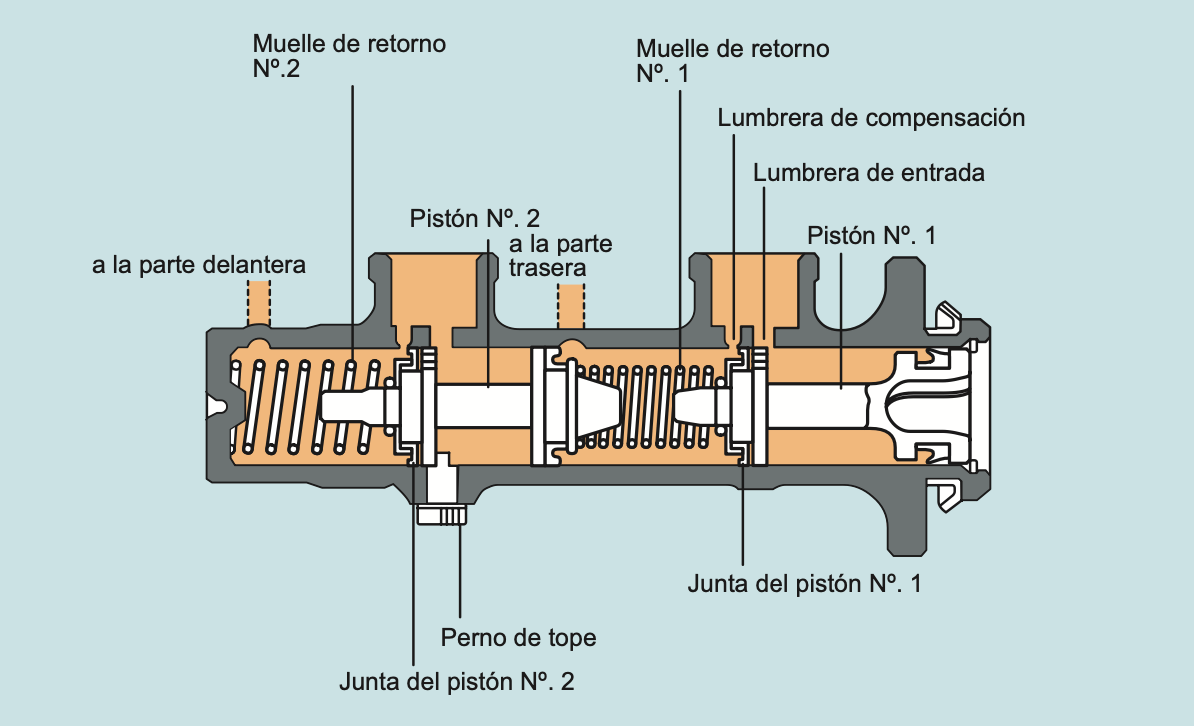 Muelle de retorno
Nº.2
Muelle de retorno
Nº. 1
Lumbrera de compensación
Lumbrera de entrada
Pistón Nº. 2
Pistón Nº. 1
a la parte
trasera
a la parte delantera
Junta del pistón Nº. 1
Perno de tope
Junta del pistón Nº. 2